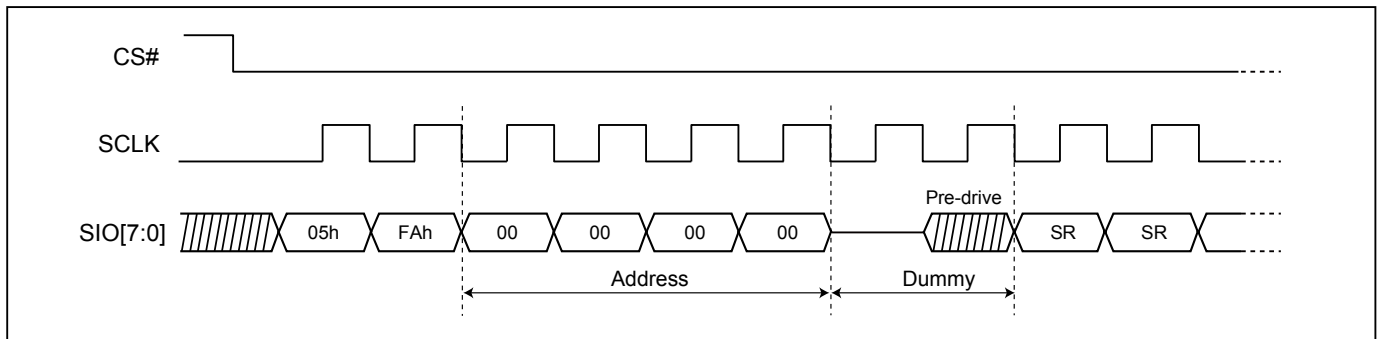 CS#
SCLK
Pre-drive
SIO[7:0] 05h FAh 00 00 00 00 SR SR
Address Dummy